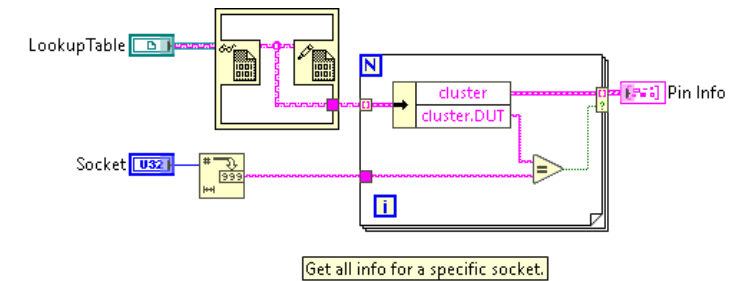 LookupTable
N
cluster
cluster.DUT
Pin Info
?
Socket
U32
#
999
=
i
Get all info for a specific socket.